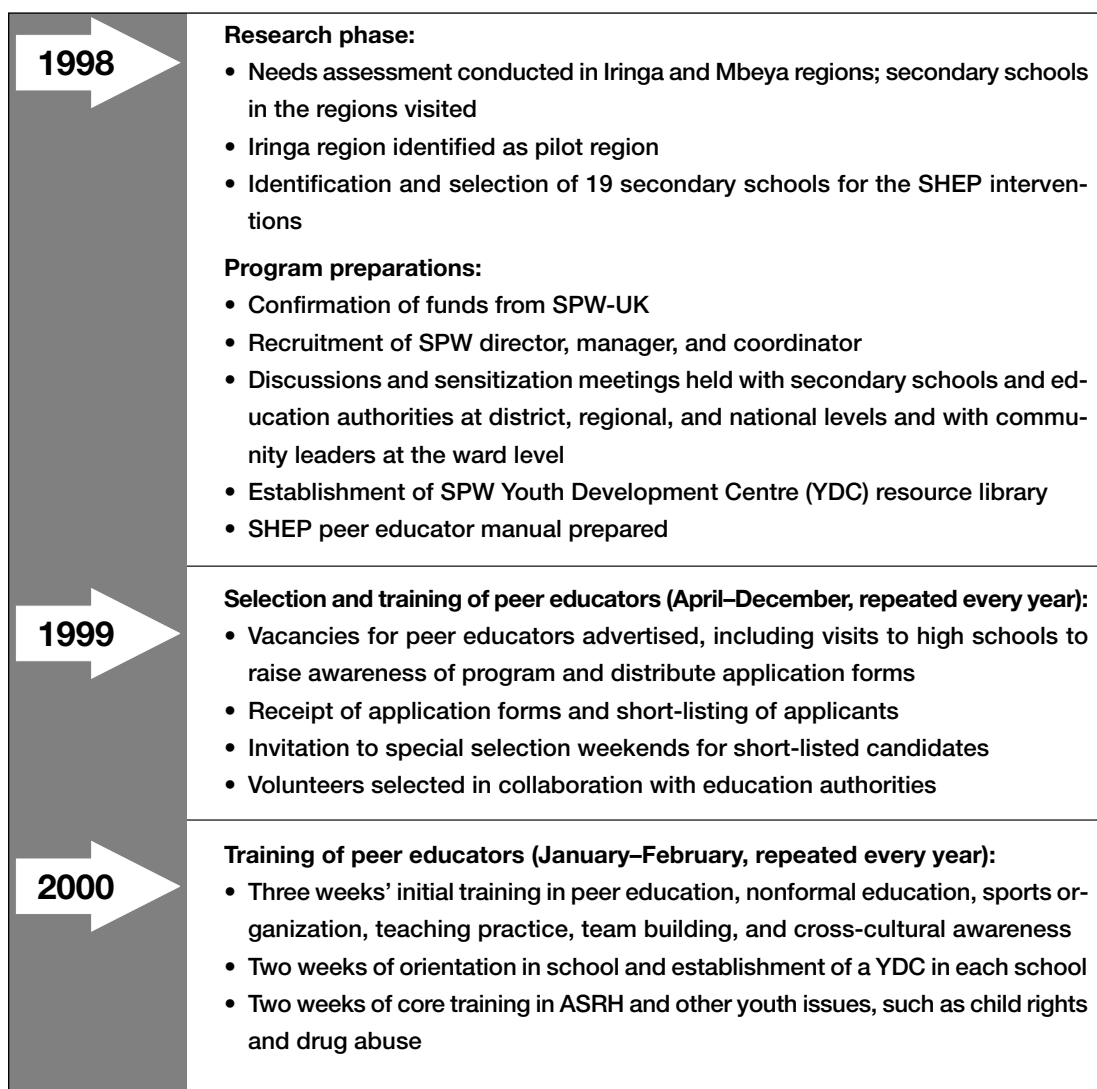 1998
Research phase:
• Needs assessment conducted in Iringa and Mbeya regions; secondary schools
in the regions visited
• Iringa region identified as pilot region
• Identification and selection of 19 secondary schools for the SHEP interven-
tions
Program preparations:
• Confirmation of funds from SPW-UK
• Recruitment of SPW director, manager, and coordinator
• Discussions and sensitization meetings held with secondary schools and ed-
ucation authorities at district, regional, and national levels and with commu-
nity leaders at the ward level
• Establishment of SPW Youth Development Centre (YDC) resource library
• SHEP peer educator manual prepared
1999
Selection and training of peer educators (April–December, repeated every year):
• Vacancies for peer educators advertised, including visits to high schools to
raise awareness of program and distribute application forms
• Receipt of application forms and short-listing of applicants
• Invitation to special selection weekends for short-listed candidates
• Volunteers selected in collaboration with education authorities
2000
Training of peer educators (January–February, repeated every year):
• Three weeks’ initial training in peer education, nonformal education, sports or-
ganization, teaching practice, team building, and cross-cultural awareness
• Two weeks of orientation in school and establishment of a YDC in each school
• Two weeks of core training in ASRH and other youth issues, such as child rights
and drug abuse